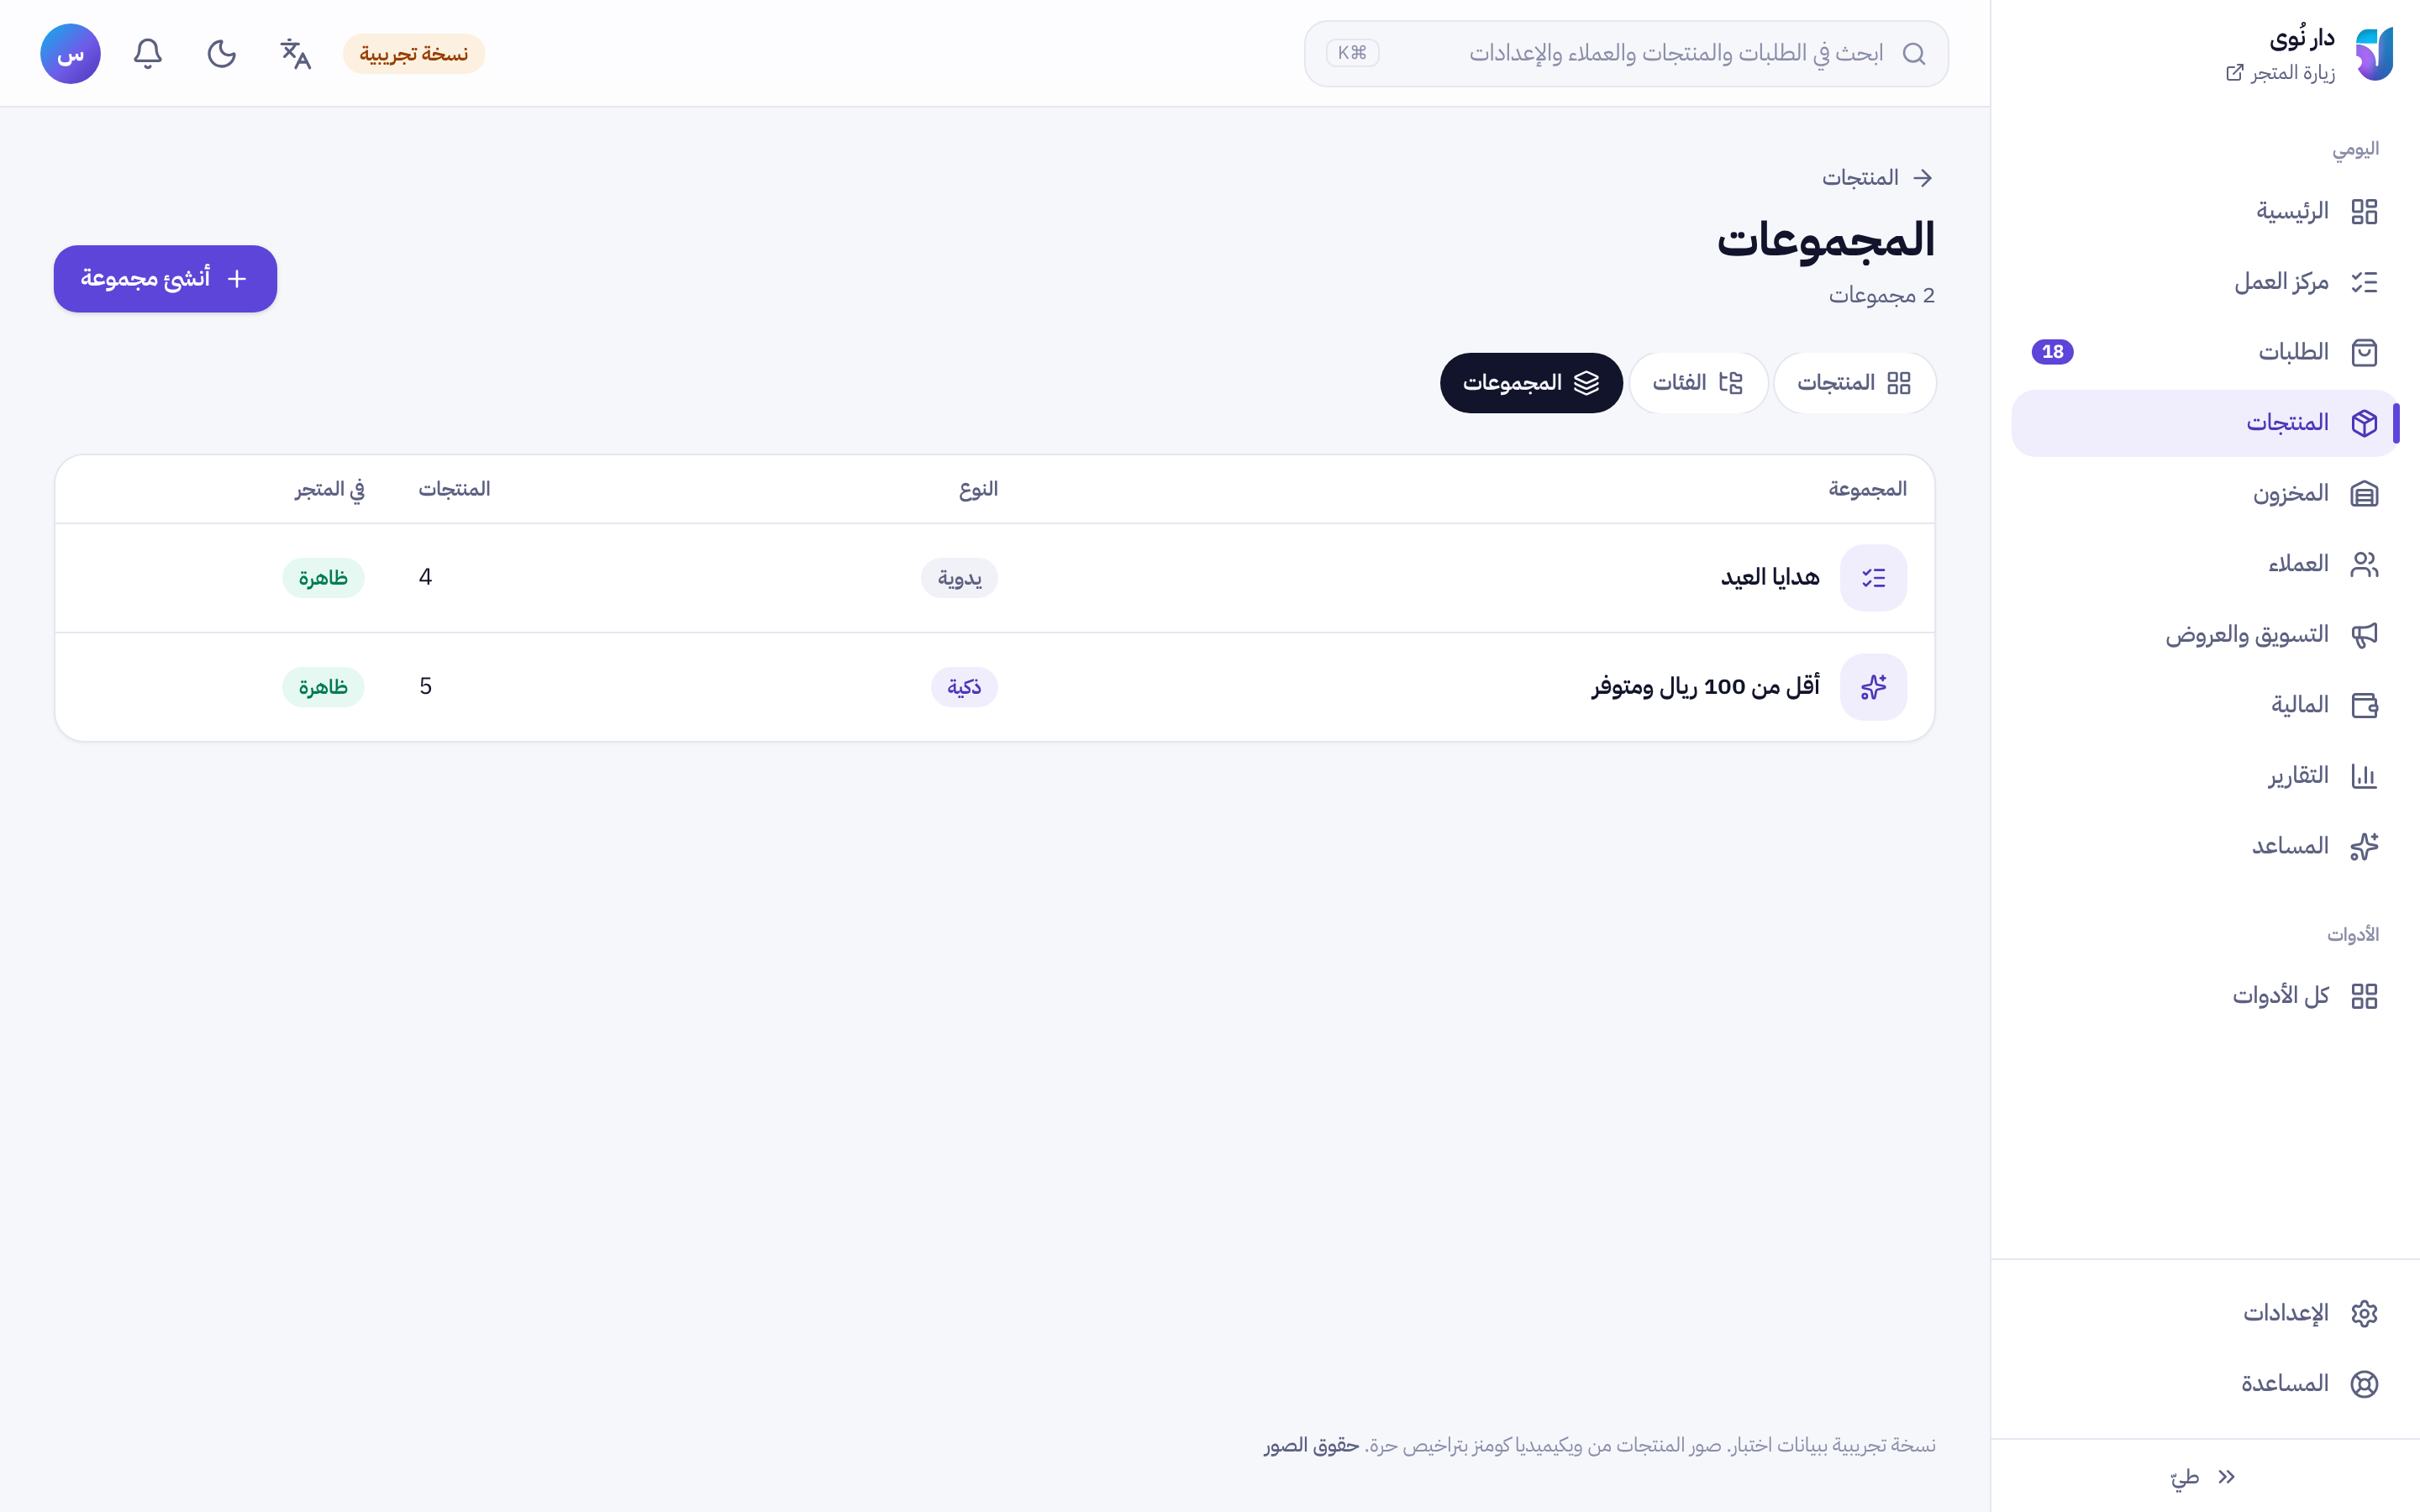 دار نُوى
زيارة المتجر
اليومي
الرئيسية
مركز العمل
الطلبات 18
المنتجات
المخزون
العملاء
التسويق والعروض
المالية
التقارير
المساعد
الأدوات
كل الأدوات
الإعدادات
المساعدة
طيّ
ابحث في الطلبات والمنتجات والعملاء والإعدادات ⌘K
نسخة تجريبية
س
المنتجات
المجموعات
2 مجموعات
أنشئ مجموعة
المنتجات الفئات المجموعات
المجموعة النوع المنتجات في المتجر
هدايا العيد يدوية 4 ظاهرة
أقل من 100 ريال ومتوفر ذكية 5 ظاهرة
نسخة تجريبية ببيانات اختبار. صور المنتجات من ويكيميديا كومنز بتراخيص حرة. حقوق الصور